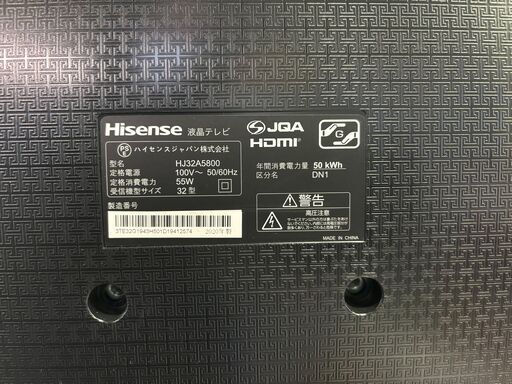 Hisense 液晶テレビ
PS
ハイセンスジャパン株式会社
型名 HJ32A5800
定格電源 100V～ 50/60Hz
定格消費電力 55W
受信機型サイズ 32 型
製造番号
3TE32G1943H501D19412574
2020年製
JQA
HDMI
G
年間消費電力量 50 kWh
区分名 DN1
警告
高圧注意
MADE IN CHINA